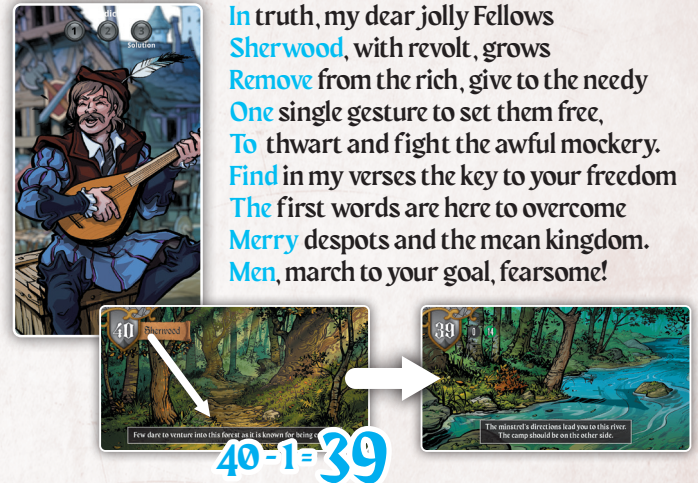 1 2 3
Solution
In truth, my dear jolly Fellows
Sherwood, with revolt, grows
Remove from the rich, give to the needy
One single gesture to set them free,
To thwart and fight the awful mockery.
Find in my verses the key to your freedom
The first words are here to overcome
Merry despots and the mean kingdom.
Men, march to your goal, fearsome!
40 Sherwood
Few dare to venture into this forest as it is known for being
40 - 1 = 39
39
The minstrel's directions lead you to this river.
The camp should be on the other side.